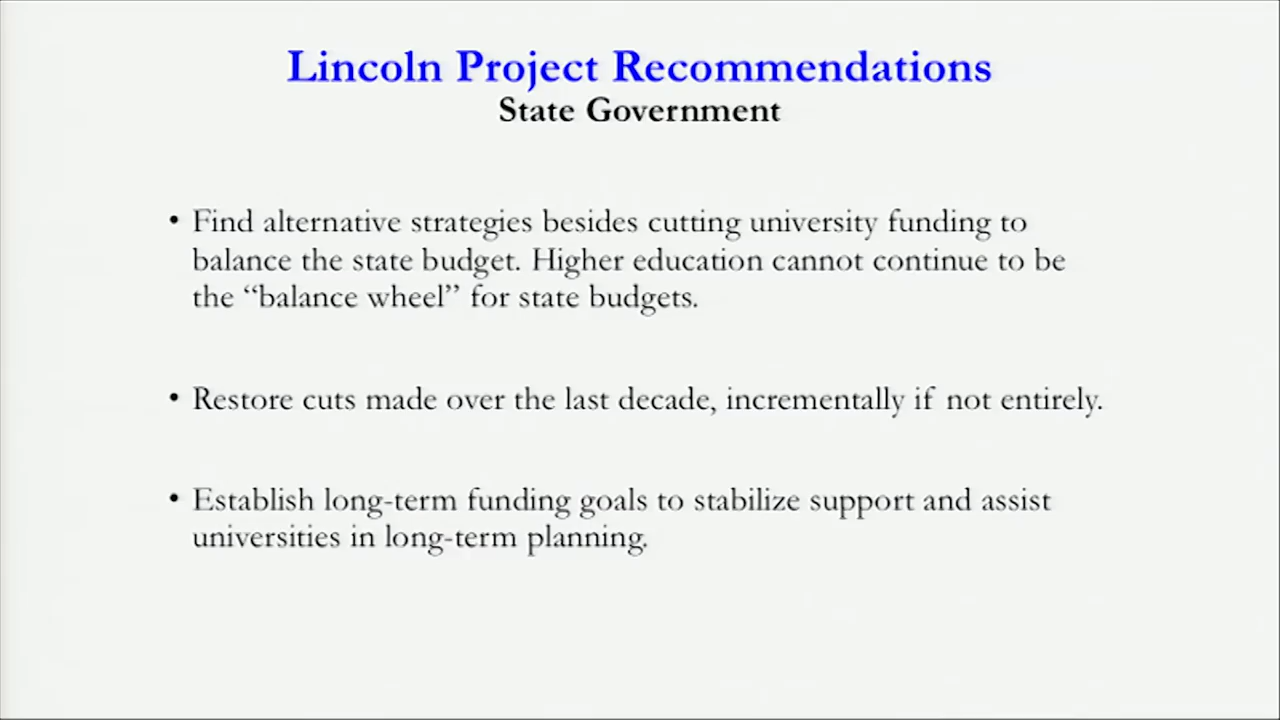 Lincoln Project Recommendations
State Government
• Find alternative strategies besides cutting university funding to
balance the state budget. Higher education cannot continue to be
the “balance wheel” for state budgets.
• Restore cuts made over the last decade, incrementally if not entirely.
• Establish long-term funding goals to stabilize support and assist
universities in long-term planning.